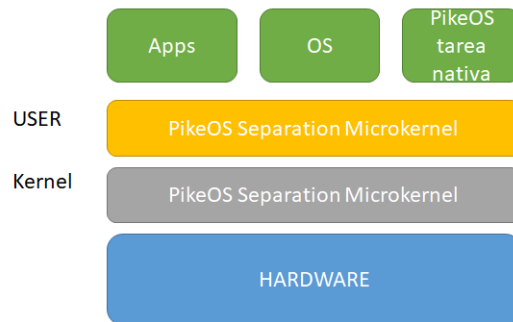 Apps
OS
PikeOS
tarea
nativa
USER
PikeOS Separation Microkernel
Kernel
PikeOS Separation Microkernel
HARDWARE